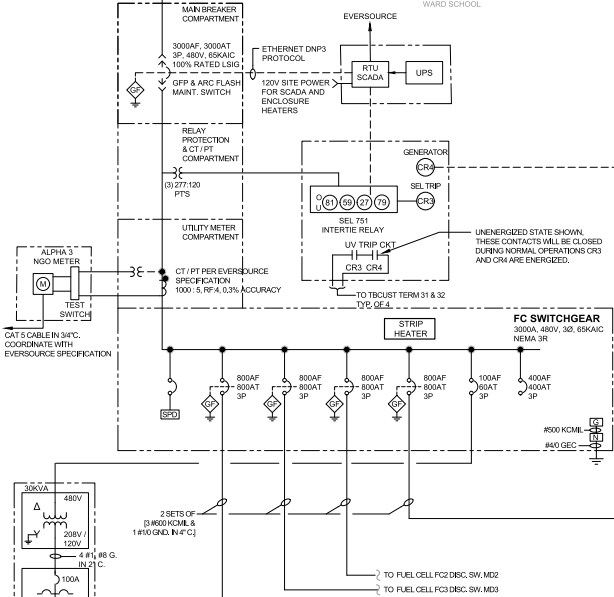 WARD SCHOOL
MAIN BREAKER
COMPARTMENT
EVERSOURCE
3000AF, 3000AT
3P, 480V, 65KAIC
100% RATED LSIG
ETHERNET DNP3
PROTOCOL
RTU
SCADA
UPS
GF
GFP & ARC FLASH
MAINT. SWITCH
120V SITE POWER
FOR SCADA AND
ENCLOSURE
HEATERS
RELAY
PROTECTION
& CT / PT
COMPARTMENT
(3) 277:120
PT'S
GENERATOR
CR4
SEL TRIP
CR3
O
U
81
59
27
79
SEL 751
INTERTIE RELAY
UTILITY METER
COMPARTMENT
UV TRIP CKT
CR3 CR4
UNENERGIZED STATE SHOWN,
THESE CONTACTS WILL BE CLOSED
DURING NORMAL OPERATIONS CR3
AND CR4 ARE ENERGIZED.
ALPHA 3
NGO METER
M
TEST
SWITCH
CT / PT PER EVERSOURCE
SPECIFICATION
1000 : 5, RF:4, 0.3% ACCURACY
TO TBCUST TERM 31 & 32
TYP. OF 4
CAT 5 CABLE IN 3/4"C.
COORDINATE WITH
EVERSOURCE SPECIFICATION
STRIP
HEATER
FC SWITCHGEAR
3000A, 480V, 3Ø, 65KAIC
NEMA 3R
SPD
GF
800AF
800AT
3P
GF
800AF
800AT
3P
GF
800AF
800AT
3P
GF
800AF
800AT
3P
100AF
60AT
3P
400AF
400AT
3P
G
#500 KCMIL
N
#4/0 GEC
30KVA
480V
Δ
Y
208V /
120V
2 SETS OF
[3 #600 KCMIL &
1 #1/0 GND. IN 4" C.]
4 #1, #8 G.
IN 2" C.
100A
TO FUEL CELL FC2 DISC. SW. MD2
TO FUEL CELL FC3 DISC. SW. MD3